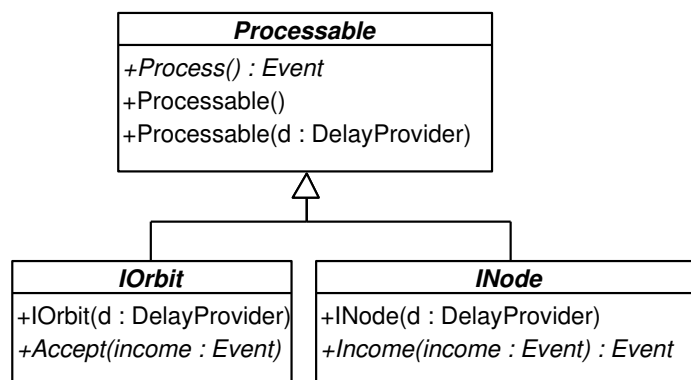 Processable
+Process() : Event
+Processable()
+Processable(d : DelayProvider)
IOrbit
+IOrbit(d : DelayProvider)
+Accept(income : Event)
INode
+INode(d : DelayProvider)
+Income(income : Event) : Event